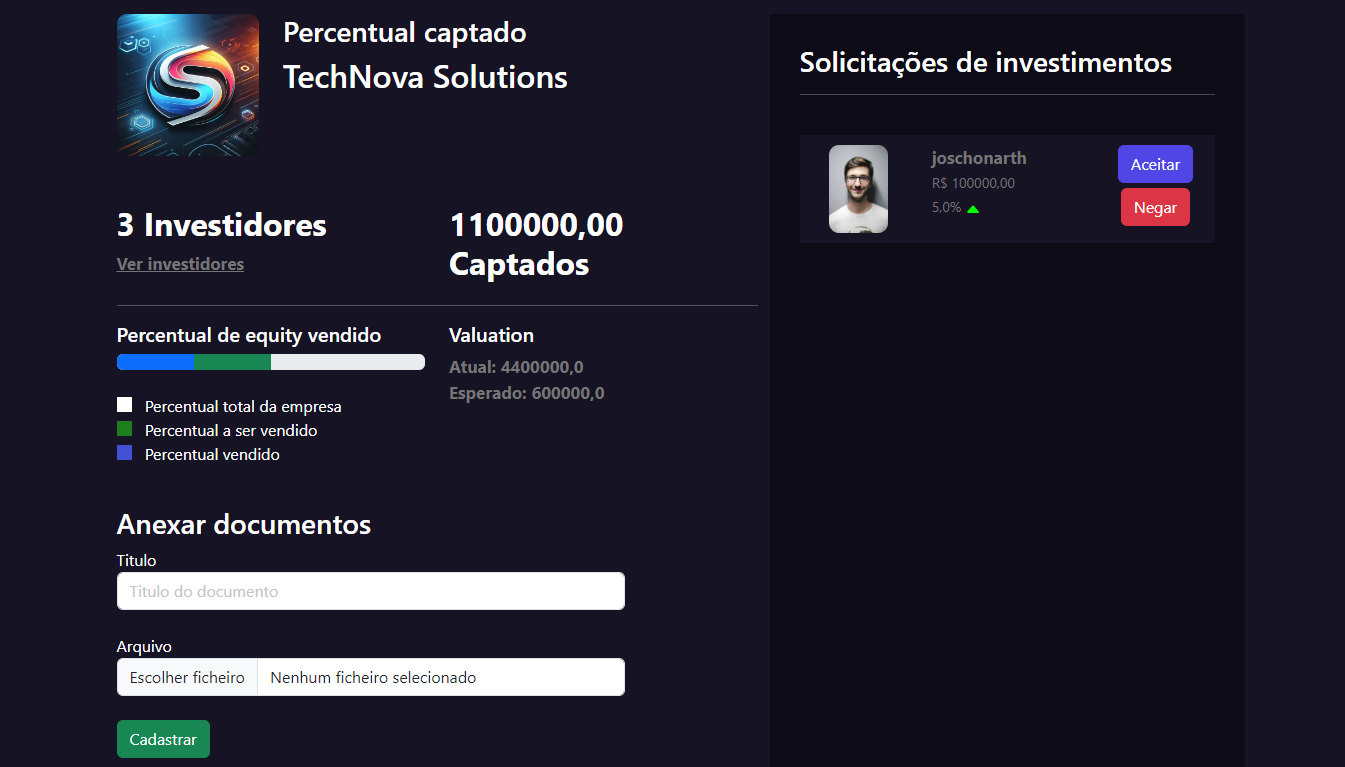 Percentual captado
TechNova Solutions
3 Investidores
Ver investidores
1100000,00
Captados
Percentual de equity vendido
Percentual total da empresa
Percentual a ser vendido
Percentual vendido
Valuation
Atual: 4400000,0
Esperado: 600000,0
Anexar documentos
Titulo
Titulo do documento
Arquivo
Escolher ficheiro Nenhum ficheiro selecionado
Cadastrar
Solicitações de investimentos
joschonarth
R$ 100000,00
5,0%
Aceitar
Negar